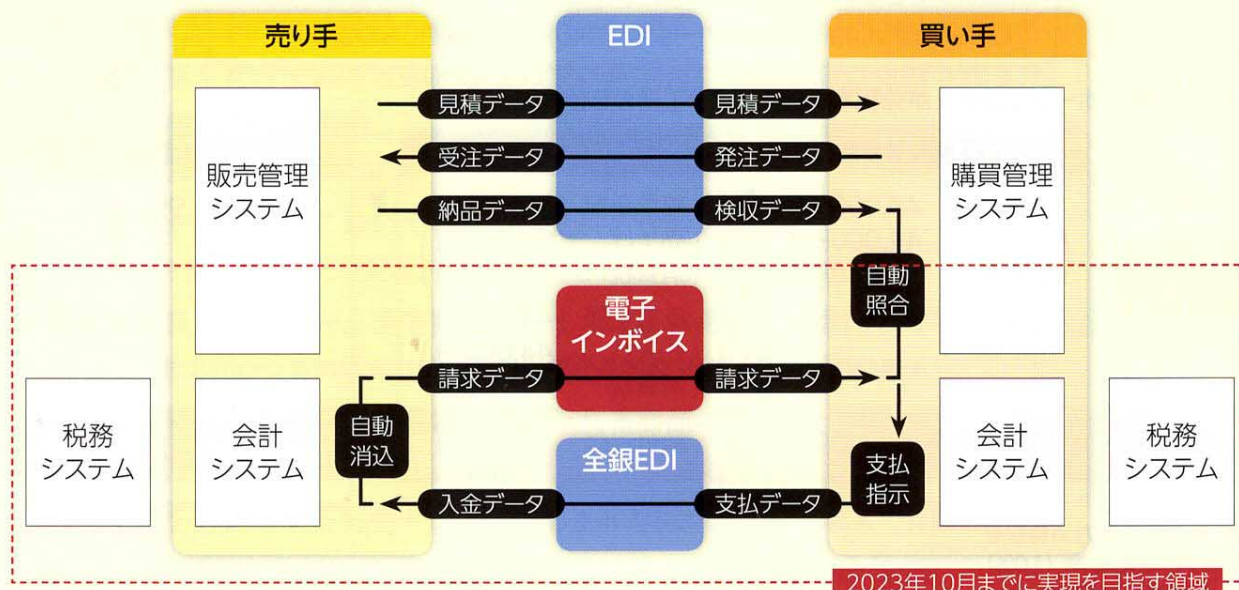 売り手
EDI
買い手
見積データ
見積データ
受注データ
発注データ
販売管理
システム
購買管理
システム
納品データ
検収データ
自動
照合
電子
インボイス
請求データ
請求データ
税務
システム
会計
システム
自動
消込
全銀EDI
支払
指示
会計
システム
税務
システム
入金データ
支払データ
2023年10月までに実現を目指す領域